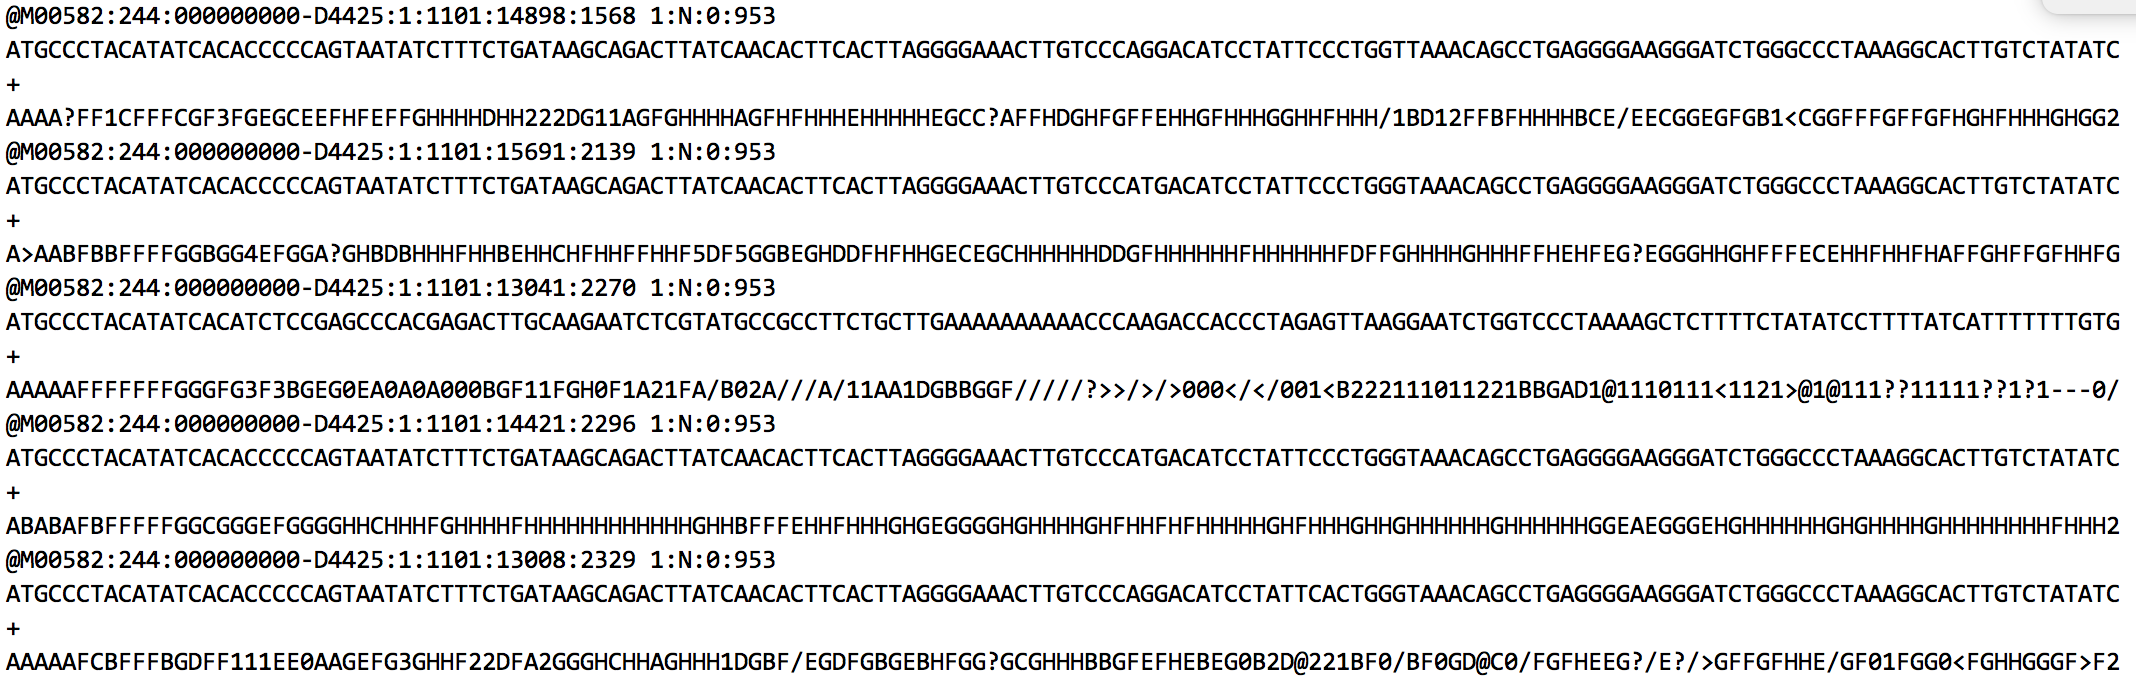 @M00582:244:000000000-D4425:1:1101:14898:1568 1:N:0:953
ATGCCCTACATATCACACCCCCAGTAATATCTTTCTGATAAGCAGACTTATCAACACTTCACTTAGGGGAAACTTGTCCCAGGACATCCTATTCCCTGGTTAAACAGCCTGAGGGGAAGGGATCTGGGCCCTAAAGGCACTTGTCTATATC
+
AAAA?FF1CFFFCGF3FGEGCEEFHFEFFGHHHHDHH222DG11AGFGHHHHAGFHFHHHEHHHHHEGCC?AFFHDGHFGFFEHHGFHHHGGHHFHHH/1BD12FFBFHHHHBCE/EECGGEGFGB1<CGGFFFGFFGFHGHFHHHGHGG2
@M00582:244:000000000-D4425:1:1101:15691:2139 1:N:0:953
ATGCCCTACATATCACACCCCCAGTAATATCTTTCTGATAAGCAGACTTATCAACACTTCACTTAGGGGAAACTTGTCCCATGACATCCTATTCCCTGGGTAAACAGCCTGAGGGGAAGGGATCTGGGCCCTAAAGGCACTTGTCTATATC
+
A>AABFBBFFFFGGBGG4EFGGA?GHBDBHHHFHHBEHHCHFHHFFHHF5DF5GGBEGHDDFHFHHGECEGCHHHHHHDDGFHHHHHHFHHHHHHFDFFGHHHHGHHHFFHEHFEG?EGGGHHGHFFFECEHHFHHFHAFFGHFFGFHHFG
@M00582:244:000000000-D4425:1:1101:13041:2270 1:N:0:953
ATGCCCTACATATCACATCTCCGAGCCCACGAGACTTGCAAGAATCTCGTATGCCGCCTTCTGCTTGAAAAAAAAAACCCAAGACCACCCTAGAGTTAAGGAATCTGGTCCCTAAAAGCTCTTTTCTATATCCTTTTATCATTTTTTTGTG
+
AAAAAFFFFFFFGGGFG3F3BGEG0EA0A0A000BGF11FGH0F1A21FA/B02A///A/11AA1DGBBGGF/////?>>/>/>000</</001<B222111011221BBGAD1@1110111<1121>@1@111??11111??1?1---0/
@M00582:244:000000000-D4425:1:1101:14421:2296 1:N:0:953
ATGCCCTACATATCACACCCCCAGTAATATCTTTCTGATAAGCAGACTTATCAACACTTCACTTAGGGGAAACTTGTCCCATGACATCCTATTCCCTGGGTAAACAGCCTGAGGGGAAGGGATCTGGGCCCTAAAGGCACTTGTCTATATC
+
ABABAFBFFFFFGGCGGGEFGGGGHHCHHHFGHHHHFHHHHHHHHHHHHGHHBFFFEHHFHHHGHGEGGGGHGHHHHGHFHHFHFHHHHHGHFHHHGHHGHHHHHHGHHHHHHGGEAEGGGEHGHHHHHHGHGHHHHGHHHHHHHHFHHH2
@M00582:244:000000000-D4425:1:1101:13008:2329 1:N:0:953
ATGCCCTACATATCACACCCCCAGTAATATCTTTCTGATAAGCAGACTTATCAACACTTCACTTAGGGGAAACTTGTCCCAGGACATCCTATTCACTGGGTAAACAGCCTGAGGGGAAGGGATCTGGGCCCTAAAGGCACTTGTCTATATC
+
AAAAAFCBFFFBGDFF111EE0AAGEFG3GHHF22DFA2GGGHCHHAGHHH1DGBF/EGDFGBGEBHFGG?GCGHHHBBGFEFHEBEG0B2D@221BF0/BF0GD@C0/FGFHEEG?/E?/>GFFGFHHE/GF01FGG0<FGHHGGGF>F2